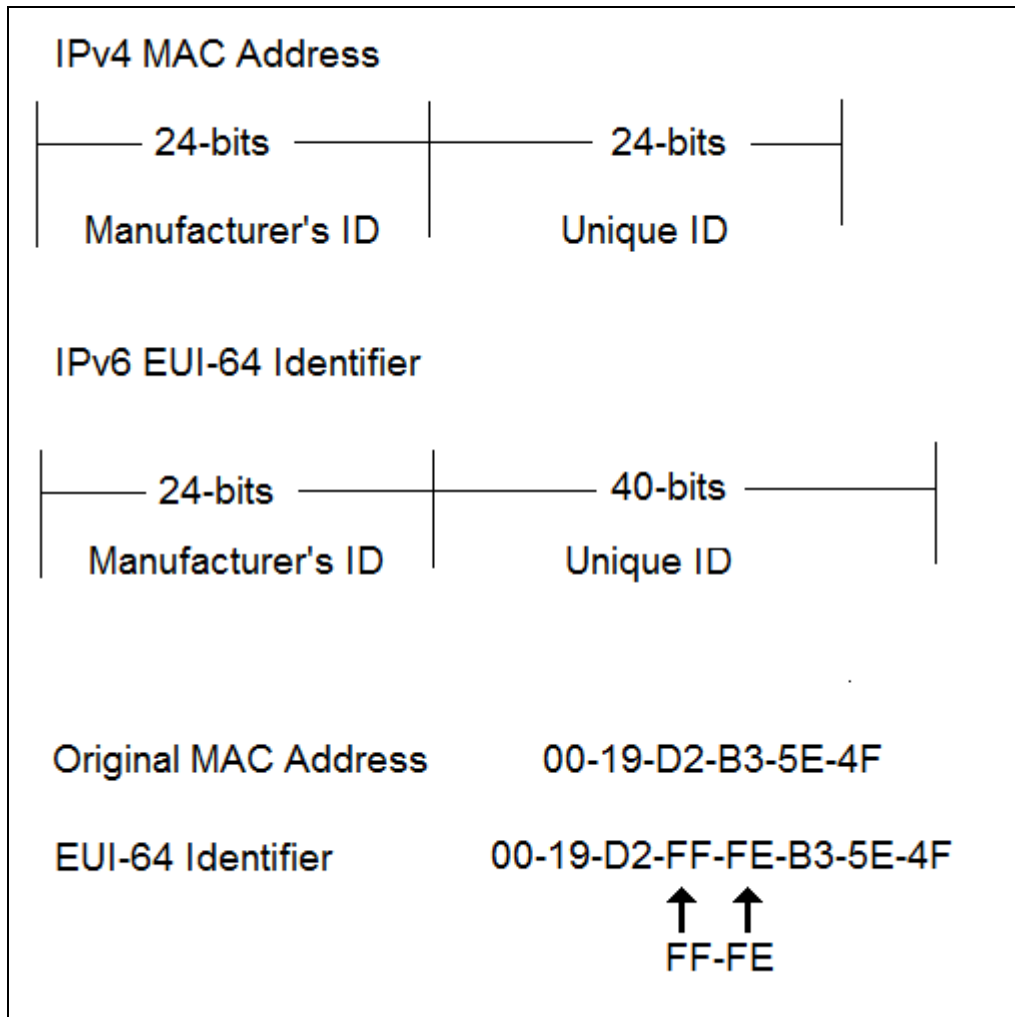 IPv4 MAC Address
24-bits 24-bits
Manufacturer's ID Unique ID
IPv6 EUI-64 Identifier
24-bits 40-bits
Manufacturer's ID Unique ID
Original MAC Address 00-19-D2-B3-5E-4F
EUI-64 Identifier 00-19-D2-FF-FE-B3-5E-4F
FF-FE